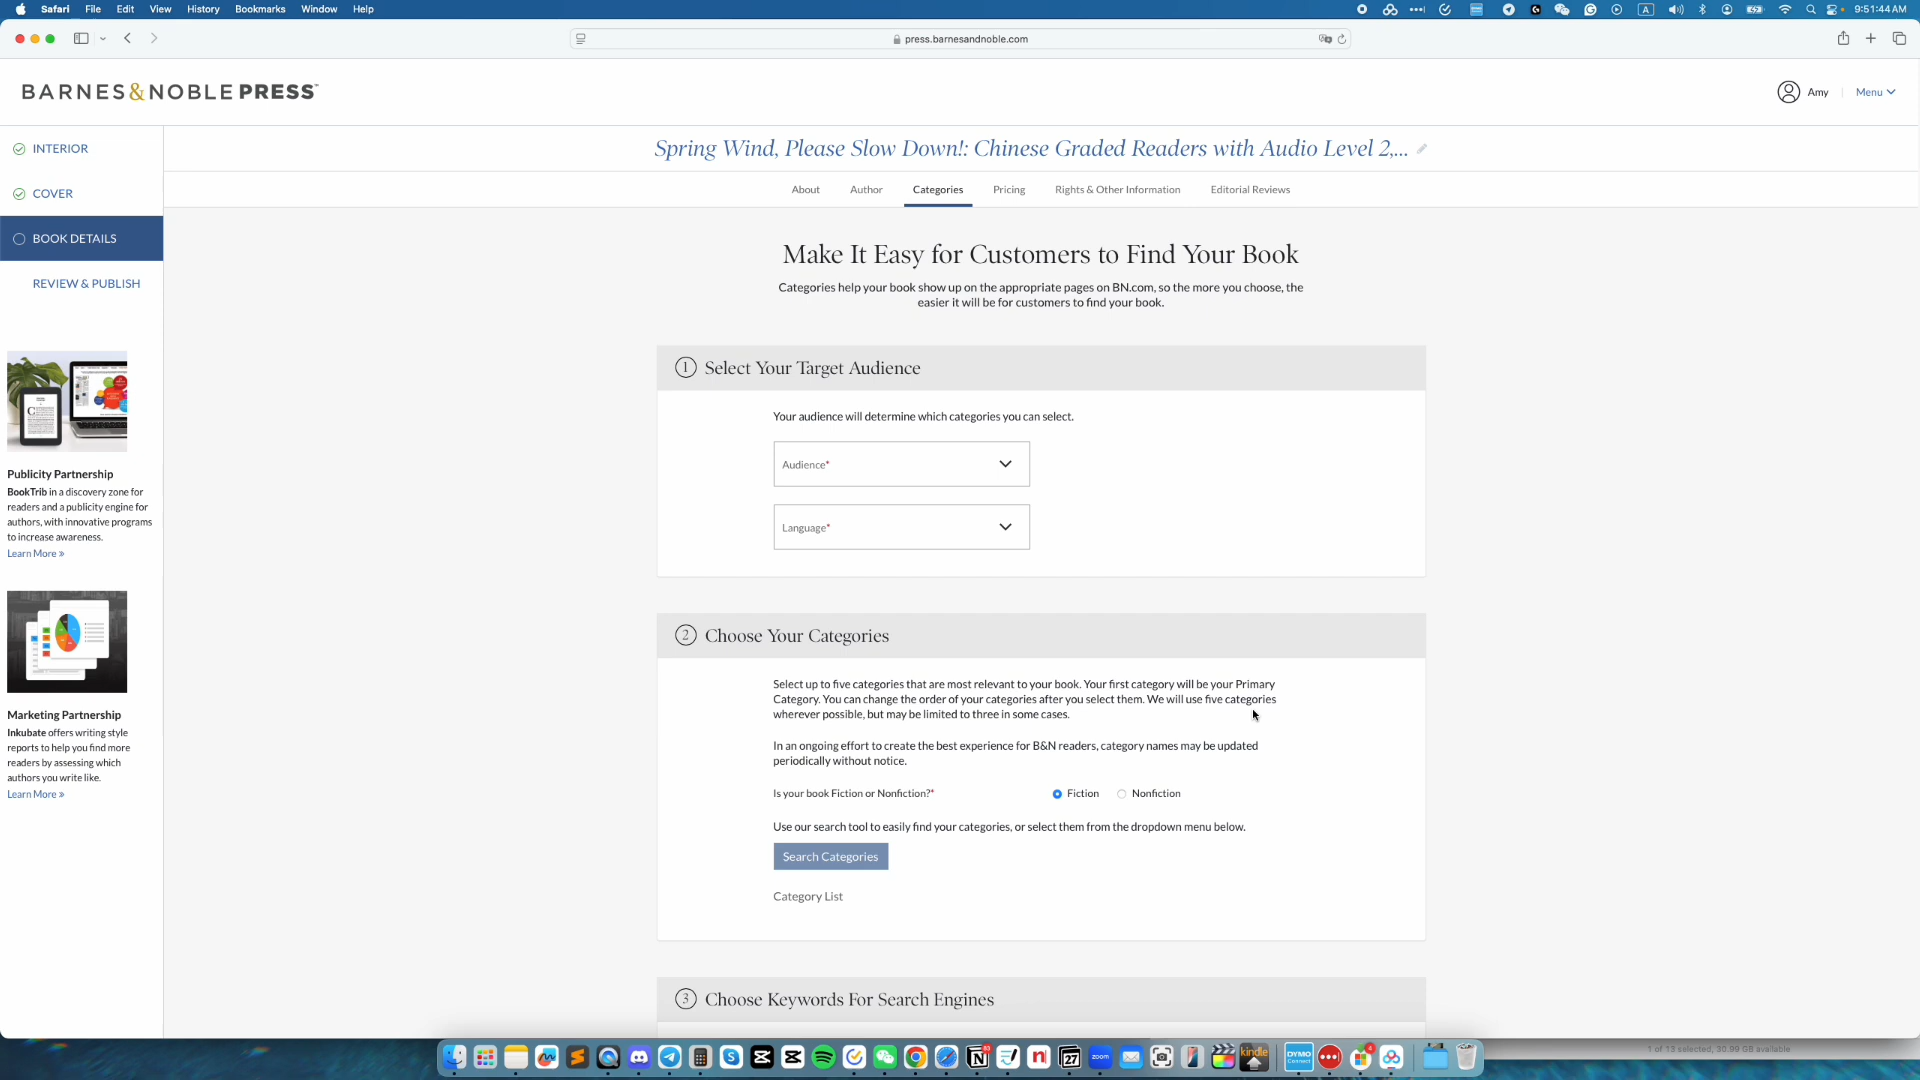 Safari File Edit View History Bookmarks Window Help
9:51:44 AM
press.barnesandnoble.com
BARNES&NOBLE PRESS
Amy
Menu
INTERIOR
COVER
BOOK DETAILS
REVIEW & PUBLISH
Publicity Partnership
BookTrib in a discovery zone for
readers and a publicity engine for
authors, with innovative programs
to increase awareness.
Learn More »
Marketing Partnership
Inkubate offers writing style
reports to help you find more
readers by assessing which
authors you write like.
Learn More »
Spring Wind, Please Slow Down!: Chinese Graded Readers with Audio Level 2,...
About Author Categories Pricing Rights & Other Information Editorial Reviews
Make It Easy for Customers to Find Your Book
Categories help your book show up on the appropriate pages on BN.com, so the more you choose, the
easier it will be for customers to find your book.
1 Select Your Target Audience
Your audience will determine which categories you can select.
Audience*
Language*
2 Choose Your Categories
Select up to five categories that are most relevant to your book. Your first category will be your Primary
Category. You can change the order of your categories after you select them. We will use five categories
wherever possible, but may be limited to three in some cases.
In an ongoing effort to create the best experience for B&N readers, category names may be updated
periodically without notice.
Is your book Fiction or Nonfiction?* Fiction Nonfiction
Use our search tool to easily find your categories, or select them from the dropdown menu below.
Search Categories
Category List
3 Choose Keywords For Search Engines
1 of 13 selected, 30.99 GB available
zoom
kindle
DYMO
Connect
27